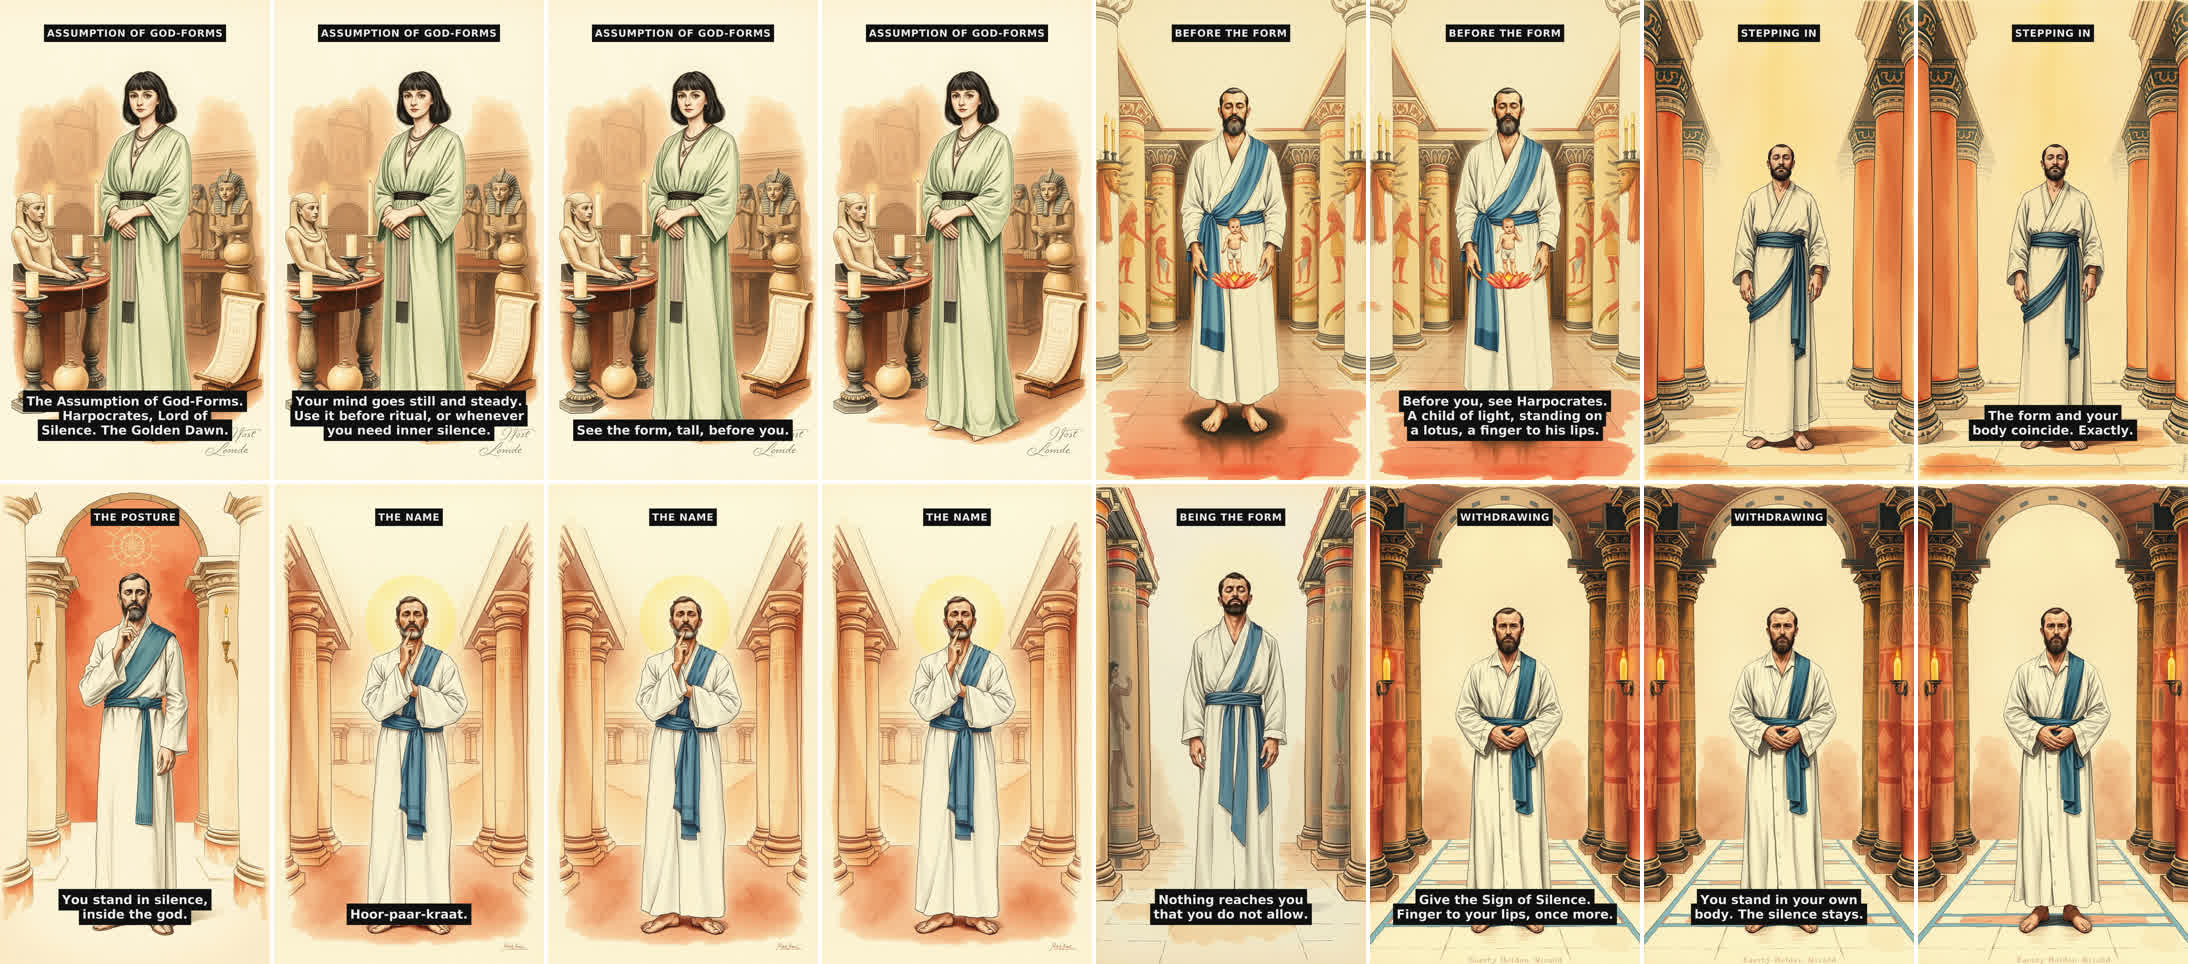 ASSUMPTION OF GOD-FORMS
The Assumption of God-Forms.
Harpocrates, Lord of
Silence. The Golden Dawn.
ASSUMPTION OF GOD-FORMS
Your mind goes still and steady.
Use it before ritual, or whenever
you need inner silence.
ASSUMPTION OF GOD-FORMS
See the form, tall, before you.
ASSUMPTION OF GOD-FORMS
BEFORE THE FORM
BEFORE THE FORM
Before you, see Harpocrates.
A child of light, standing on
a lotus, a finger to his lips.
STEPPING IN
STEPPING IN
The form and your
body coincide. Exactly.
THE POSTURE
You stand in silence,
inside the god.
THE NAME
Hoor-paar-kraat.
THE NAME
THE NAME
BEING THE FORM
Nothing reaches you
that you do not allow.
WITHDRAWING
Give the Sign of Silence.
Finger to your lips, once more.
WITHDRAWING
You stand in your own
body. The silence stays.